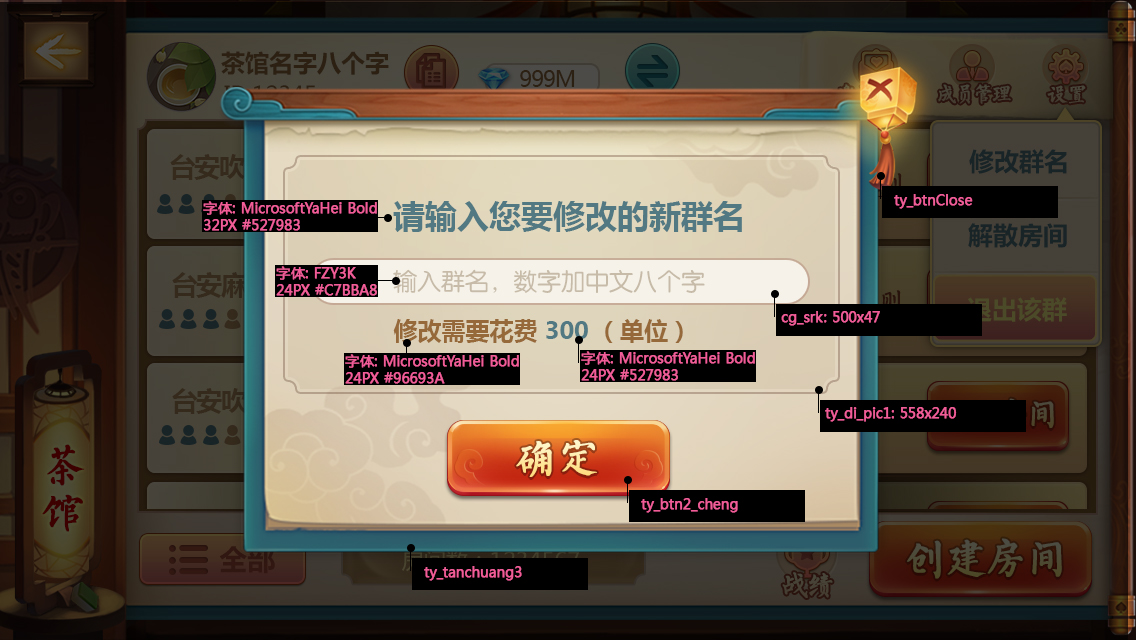 茶馆名字八个字
999M
成员管理
设置
修改群名
ty_btnClose
台安吹
字体: MicrosoftYaHei Bold
32PX #527983
请输入您要修改的新群名
解散房间
字体: FZY3K
24PX #C7BBA8
输入群名，数字加中文八个字
台安麻
退出该群
cg_srk: 500x47
修改需要花费 300 （单位）
字体: MicrosoftYaHei Bold
24PX #96693A
字体: MicrosoftYaHei Bold
24PX #527983
台安吹
ty_di_pic1: 558x240
间
茶馆
确定
ty_btn2_cheng
全部
ty_tanchuang3
战绩
创建房间